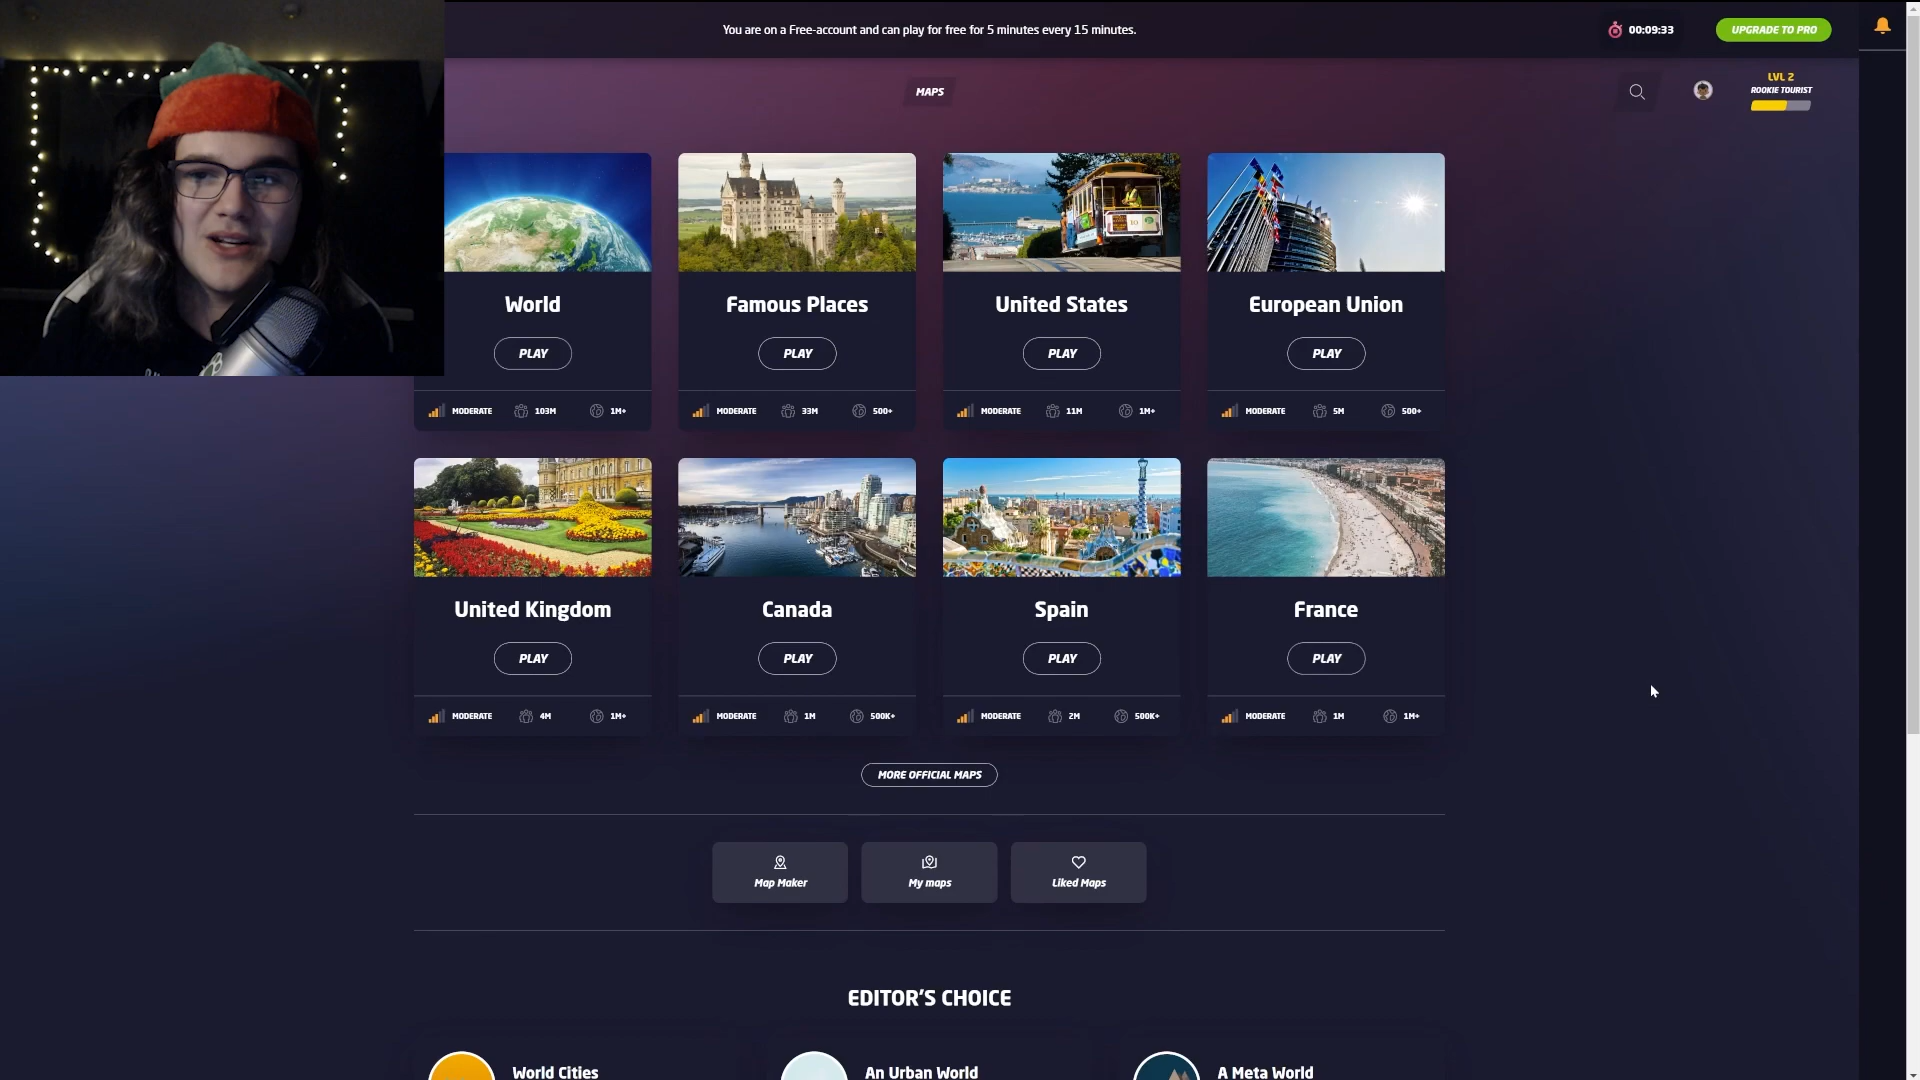 You are on a Free-account and can play for free for 5 minutes every 15 minutes.
00:09:33
UPGRADE TO PRO
MAPS
LVL 2
ROOKIE TOURIST
World
PLAY
MODERATE 103M 1M+
Famous Places
PLAY
MODERATE 33M 500+
United States
PLAY
MODERATE 11M 1M+
European Union
PLAY
MODERATE 5M 500+
United Kingdom
PLAY
MODERATE 4M 1M+
Canada
PLAY
MODERATE 1M 500K+
Spain
PLAY
MODERATE 2M 500K+
France
PLAY
MODERATE 1M 1M+
MORE OFFICIAL MAPS
Map Maker
My maps
Liked Maps
EDITOR'S CHOICE
World Cities
An Urban World
A Meta World